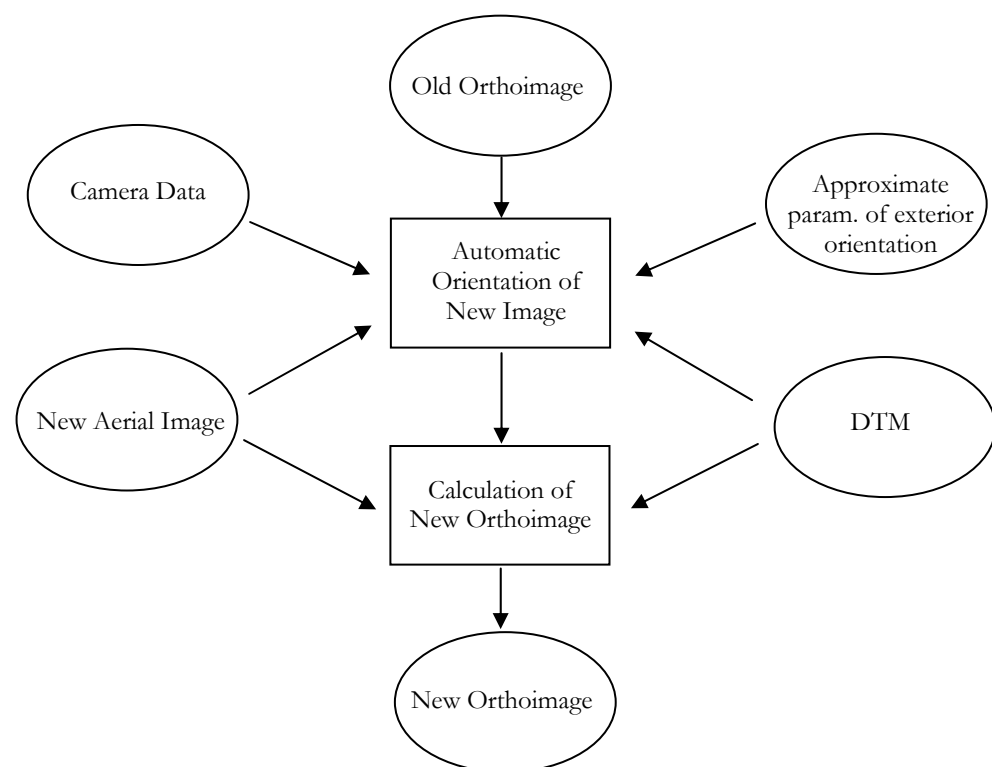 Old Orthoimage
Camera Data
Approximate
param. of exterior
orientation
Automatic
Orientation of
New Image
New Aerial Image
DTM
Calculation of
New Orthoimage
New Orthoimage